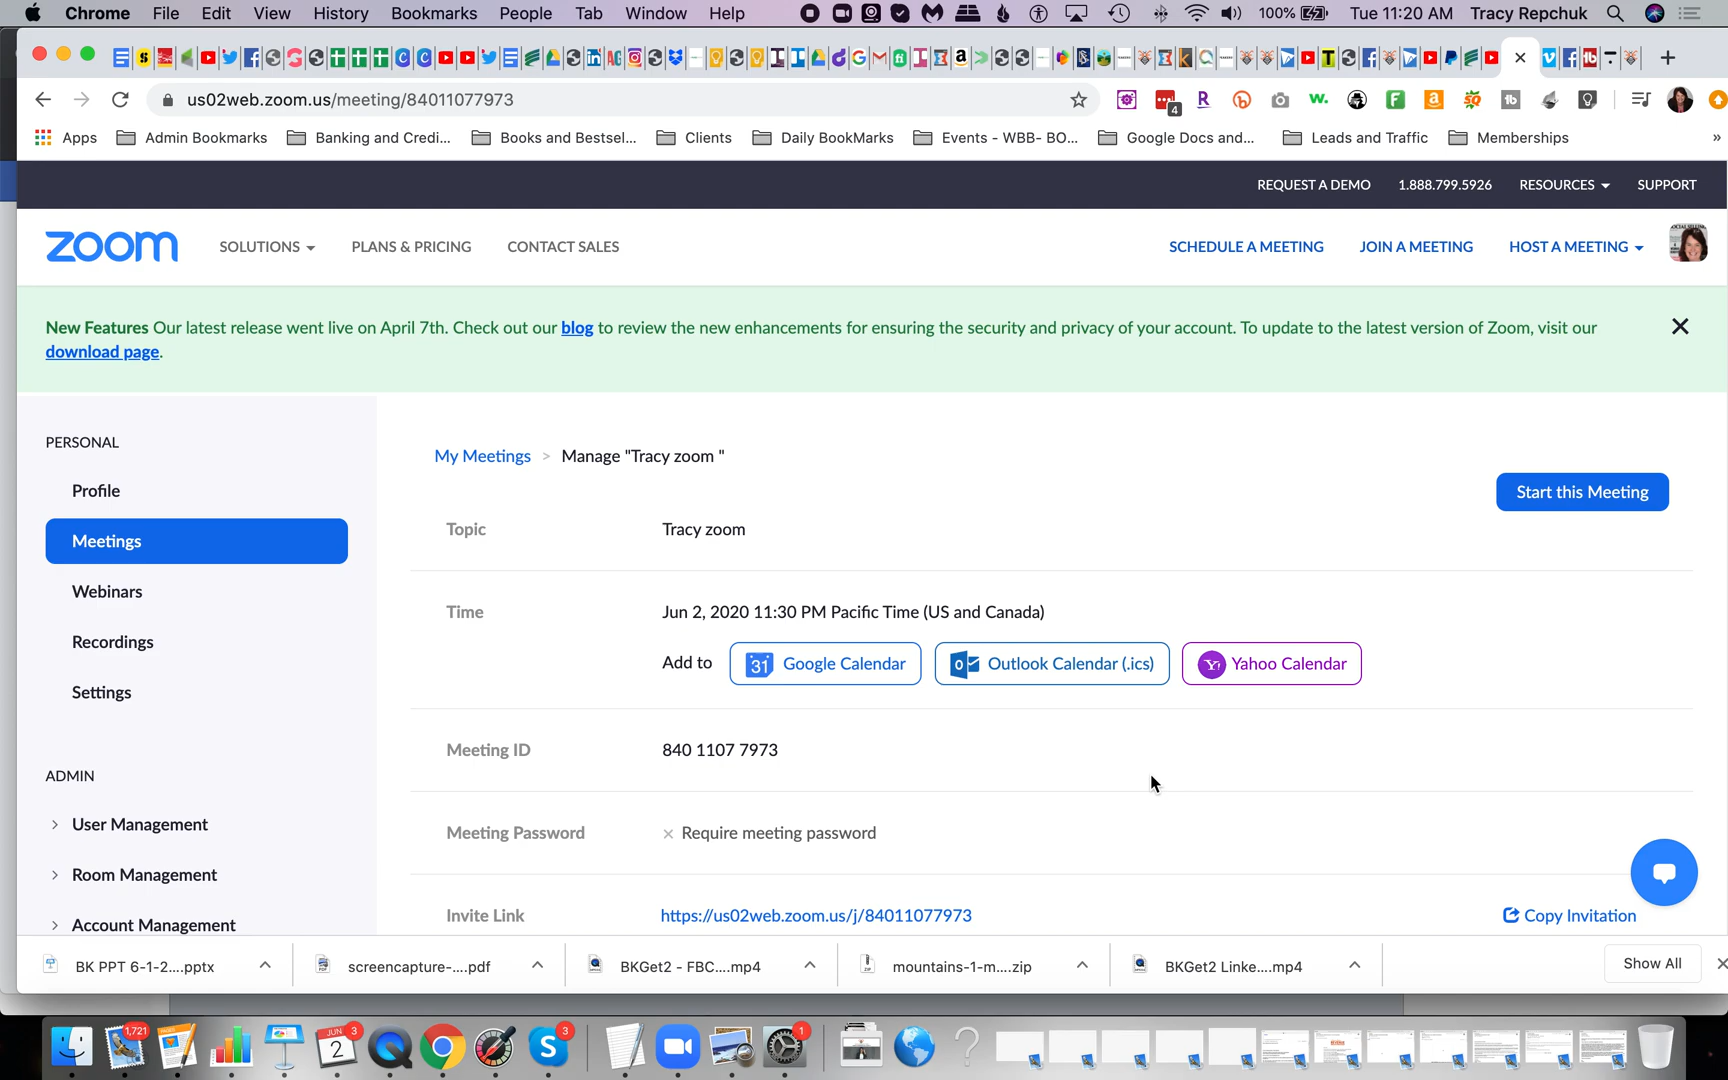 Chrome File Edit View History Bookmarks People Tab Window Help 100% Tue 11:20 AM Tracy Repchuk
us02web.zoom.us/meeting/84011077973
Apps Admin Bookmarks Banking and Credi... Books and Bestsel... Clients Daily BookMarks Events - WBB- BO... Google Docs and... Leads and Traffic Memberships »
REQUEST A DEMO 1.888.799.5926 RESOURCES SUPPORT
zoom SOLUTIONS PLANS & PRICING CONTACT SALES SCHEDULE A MEETING JOIN A MEETING HOST A MEETING
New Features Our latest release went live on April 7th. Check out our blog to review the new enhancements for ensuring the security and privacy of your account. To update to the latest version of Zoom, visit our
download page.
PERSONAL
Profile
Meetings
Webinars
Recordings
Settings
ADMIN
User Management
Room Management
Account Management
My Meetings > Manage "Tracy zoom "
Start this Meeting
Topic Tracy zoom
Time Jun 2, 2020 11:30 PM Pacific Time (US and Canada)
Add to 31 Google Calendar Outlook Calendar (.ics) Yahoo Calendar
Meeting ID 840 1107 7973
Meeting Password × Require meeting password
Invite Link https://us02web.zoom.us/j/84011077973 Copy Invitation
BK PPT 6-1-2....pptx screencapture-....pdf BKGet2 - FBC....mp4 mountains-1-m....zip BKGet2 Linke....mp4 Show All
1,721 JUN 2 3 3 1